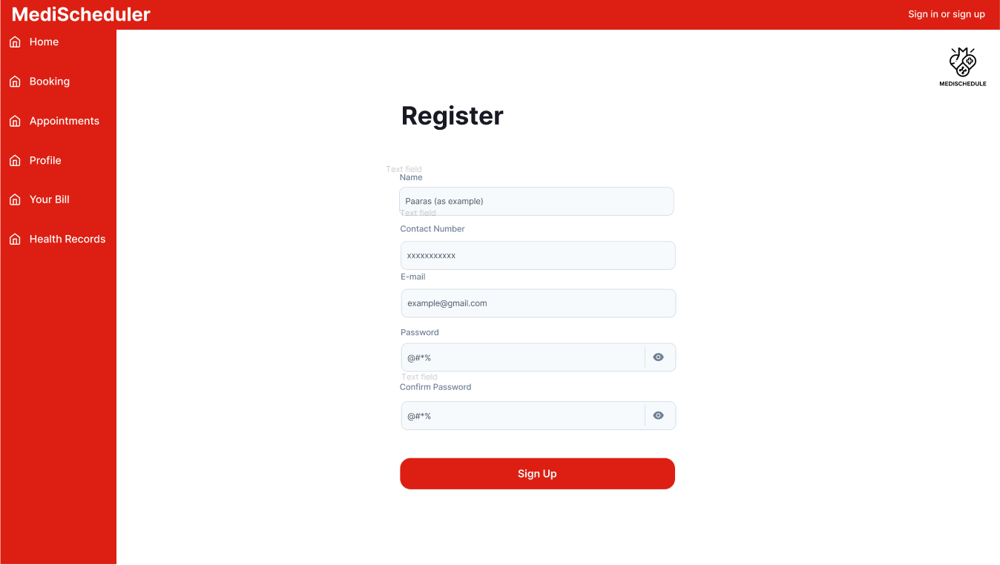 MediScheduler
Sign in or sign up
Home
Booking
Appointments
Profile
Your Bill
Health Records
MEDISCHEDULE
Register
Text field
Name
Paaras (as example)
Text field
Contact Number
xxxxxxxxxxx
E-mail
example@gmail.com
Password
@#*%
Text field
Confirm Password
@#*%
Sign Up